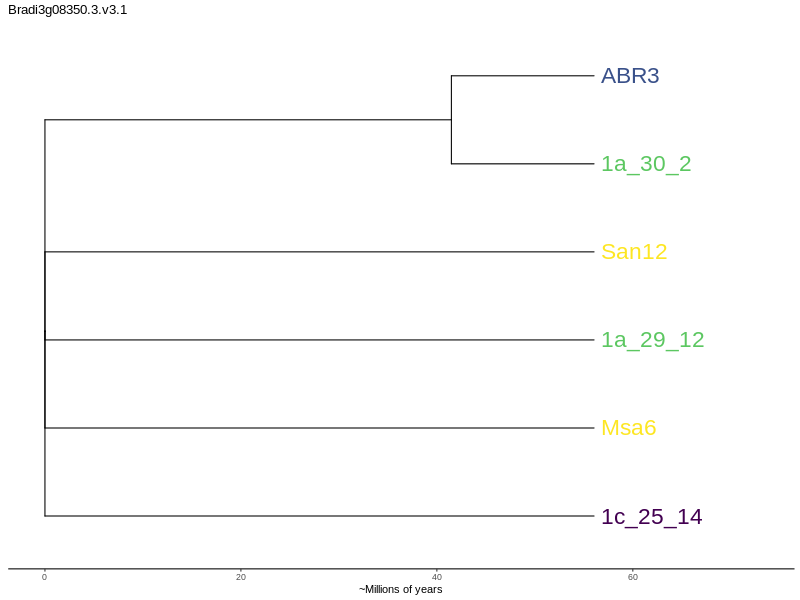 Bradi3g08350.3.v3.1
ABR3
1a_30_2
San12
1a_29_12
Msa6
1c_25_14
0 20 40 60
~Millions of years